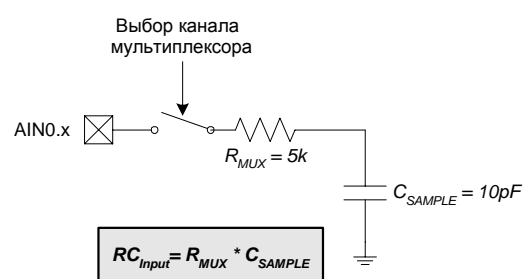 Выбор канала
мультиплексора
AIN0.x
R_MUX = 5k
C_SAMPLE = 10pF
RC_Input = R_MUX * C_SAMPLE